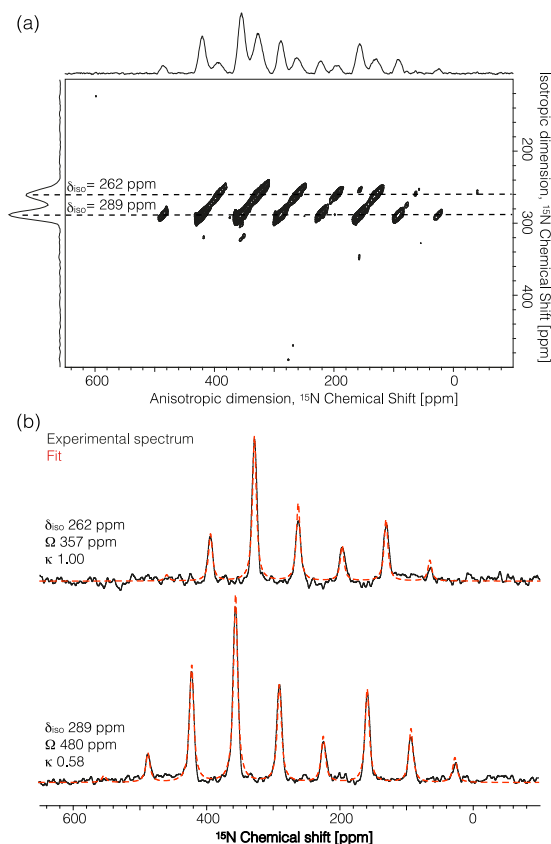 (a)
δiso= 262 ppm
δiso= 289 ppm
200
300
400
Isotropic dimension, ¹⁵N Chemical Shift [ppm]
600
400
200
0
Anisotropic dimension, ¹⁵N Chemical Shift [ppm]
(b)
Experimental spectrum
Fit
δiso 262 ppm
Ω 357 ppm
κ 1.00
δiso 289 ppm
Ω 480 ppm
κ 0.58
600
400
200
0
¹⁵N Chemical shift [ppm]